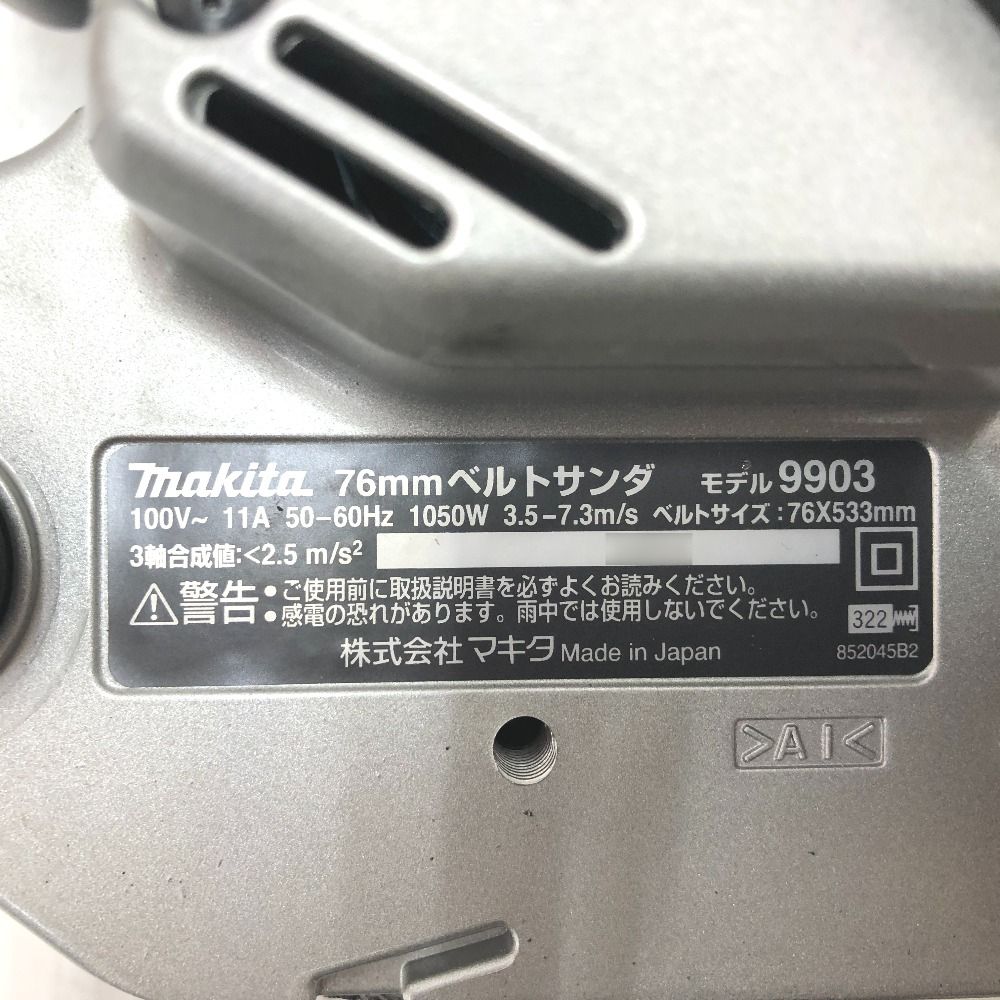 makita 76mmベルトサンダ モデル 9903
100V~ 11A 50-60Hz 1050W 3.5-7.3m/s ベルトサイズ:76X533mm
3軸合成値:<2.5 m/s²
警告・ご使用前に取扱説明書を必ずよくお読みください。
・感電の恐れがあります。雨中では使用しないでください。
322
株式会社 マキタ Made in Japan 852045B2
>AI<